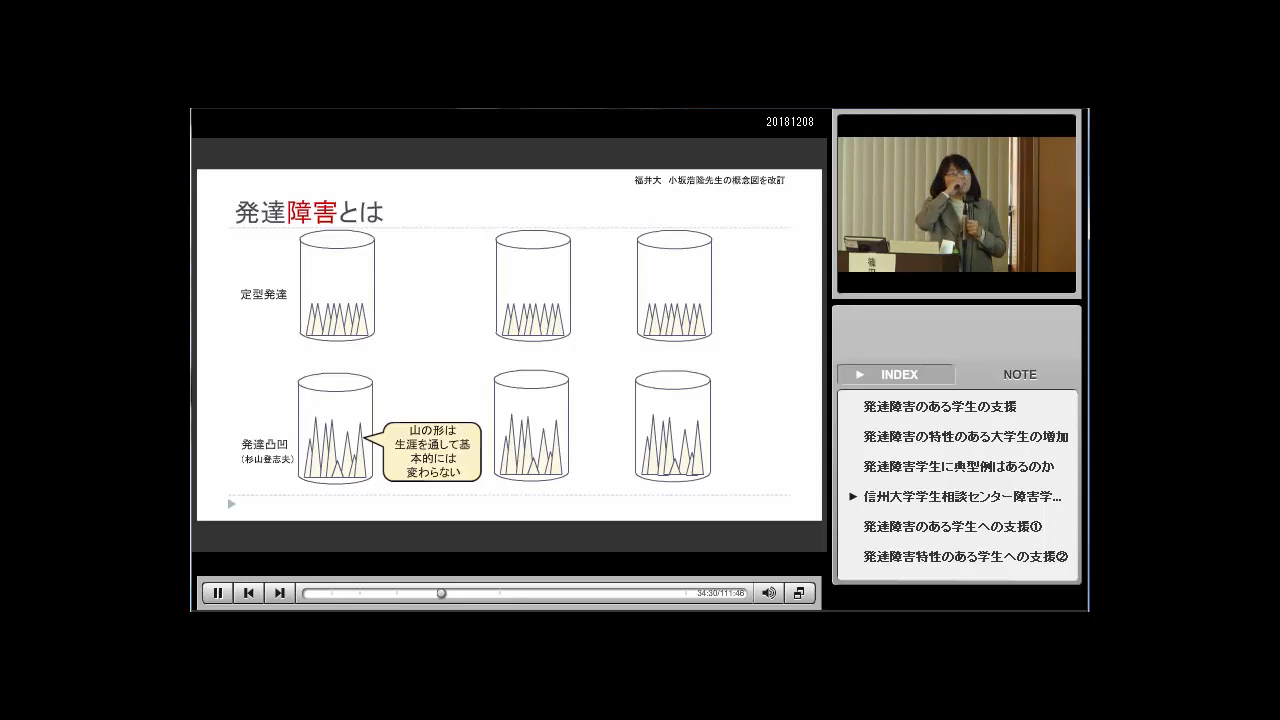 20181208
福井大 小坂浩隆先生の概念図を改訂
発達障害とは
定型発達
発達凸凹
(杉山登志夫)
山の形は
生涯を通して基
本的には
変わらない
34:30/111:46
INDEX
NOTE
発達障害のある学生の支援
発達障害の特性のある大学生の増加
発達障害学生に典型例はあるのか
信州大学学生相談センター障害学...
発達障害のある学生への支援①
発達障害特性のある学生への支援②